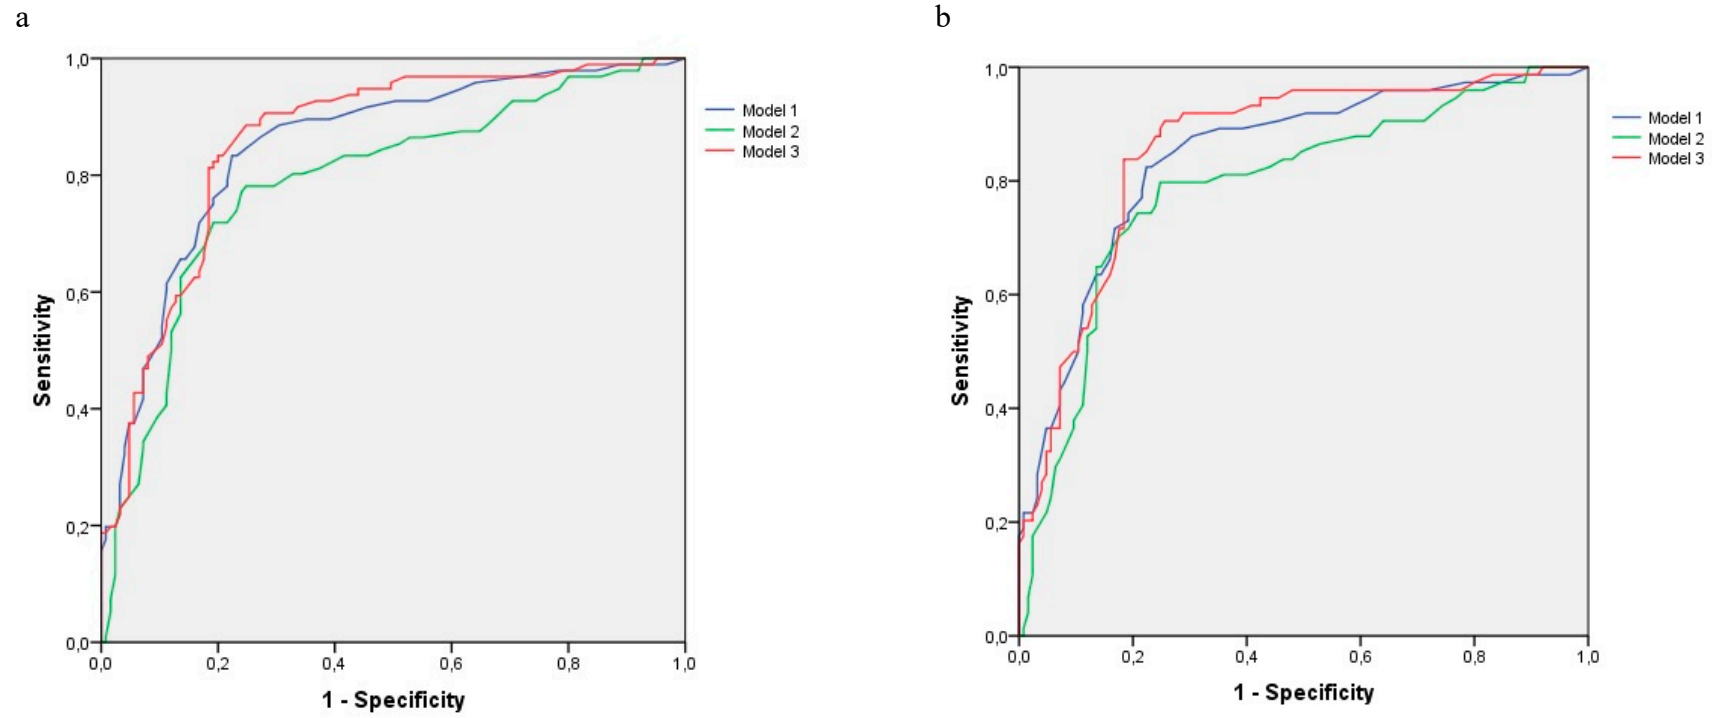 a
1,0
0,8
0,6
0,4
0,2
0,0
Sensitivity
0,0 0,2 0,4 0,6 0,8 1,0
1 - Specificity
Model 1
Model 2
Model 3
b
1,0
0,8
0,6
0,4
0,2
0,0
Sensitivity
0,0 0,2 0,4 0,6 0,8 1,0
1 - Specificity
Model 1
Model 2
Model 3